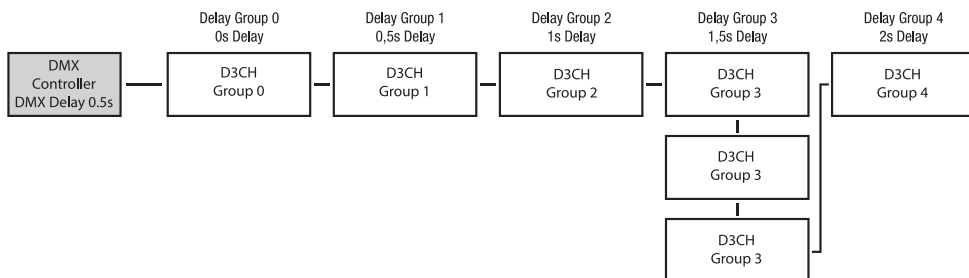 Delay Group 0
0s Delay
Delay Group 1
0,5s Delay
Delay Group 2
1s Delay
Delay Group 3
1,5s Delay
Delay Group 4
2s Delay
DMX
Controller
DMX Delay 0.5s
D3CH
Group 0
D3CH
Group 1
D3CH
Group 2
D3CH
Group 3
D3CH
Group 4
D3CH
Group 3
D3CH
Group 3